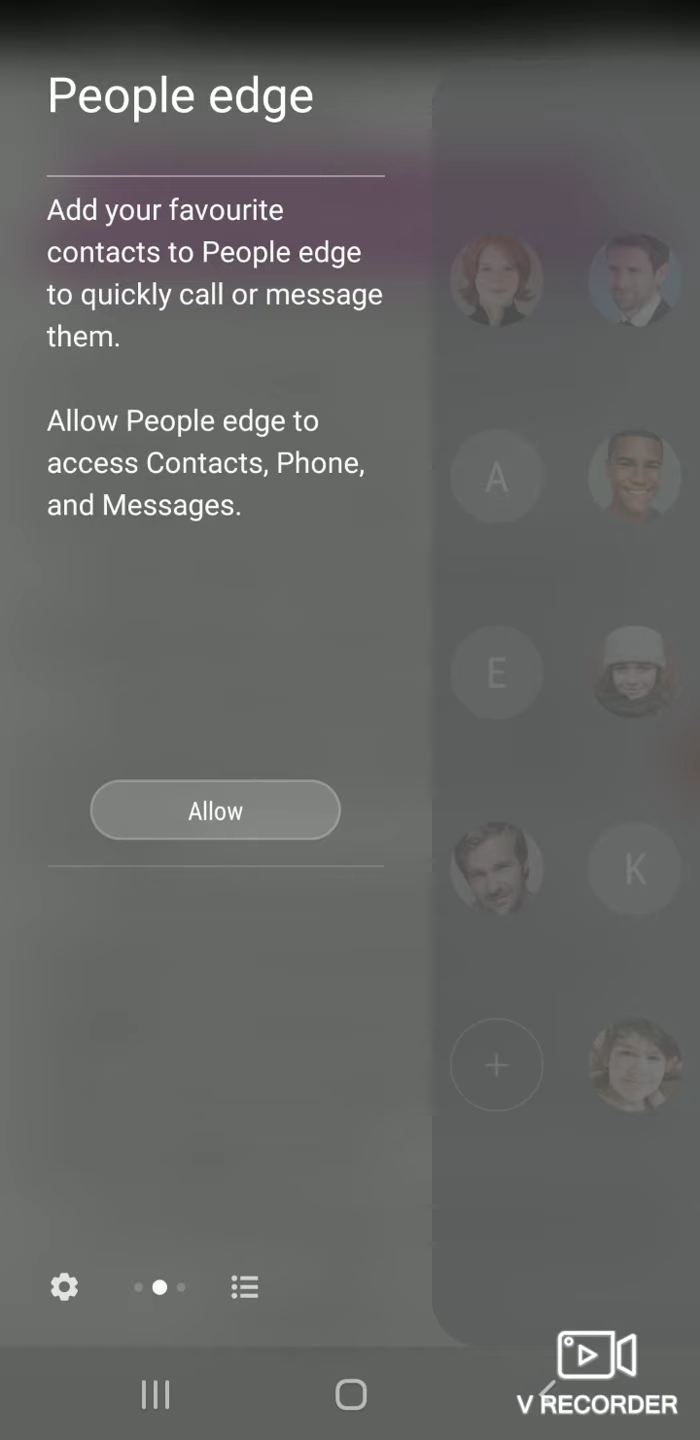 People edge
Add your favourite
contacts to People edge
to quickly call or message
them.
Allow People edge to
access Contacts, Phone,
and Messages.
A
E
K
Allow
V RECORDER